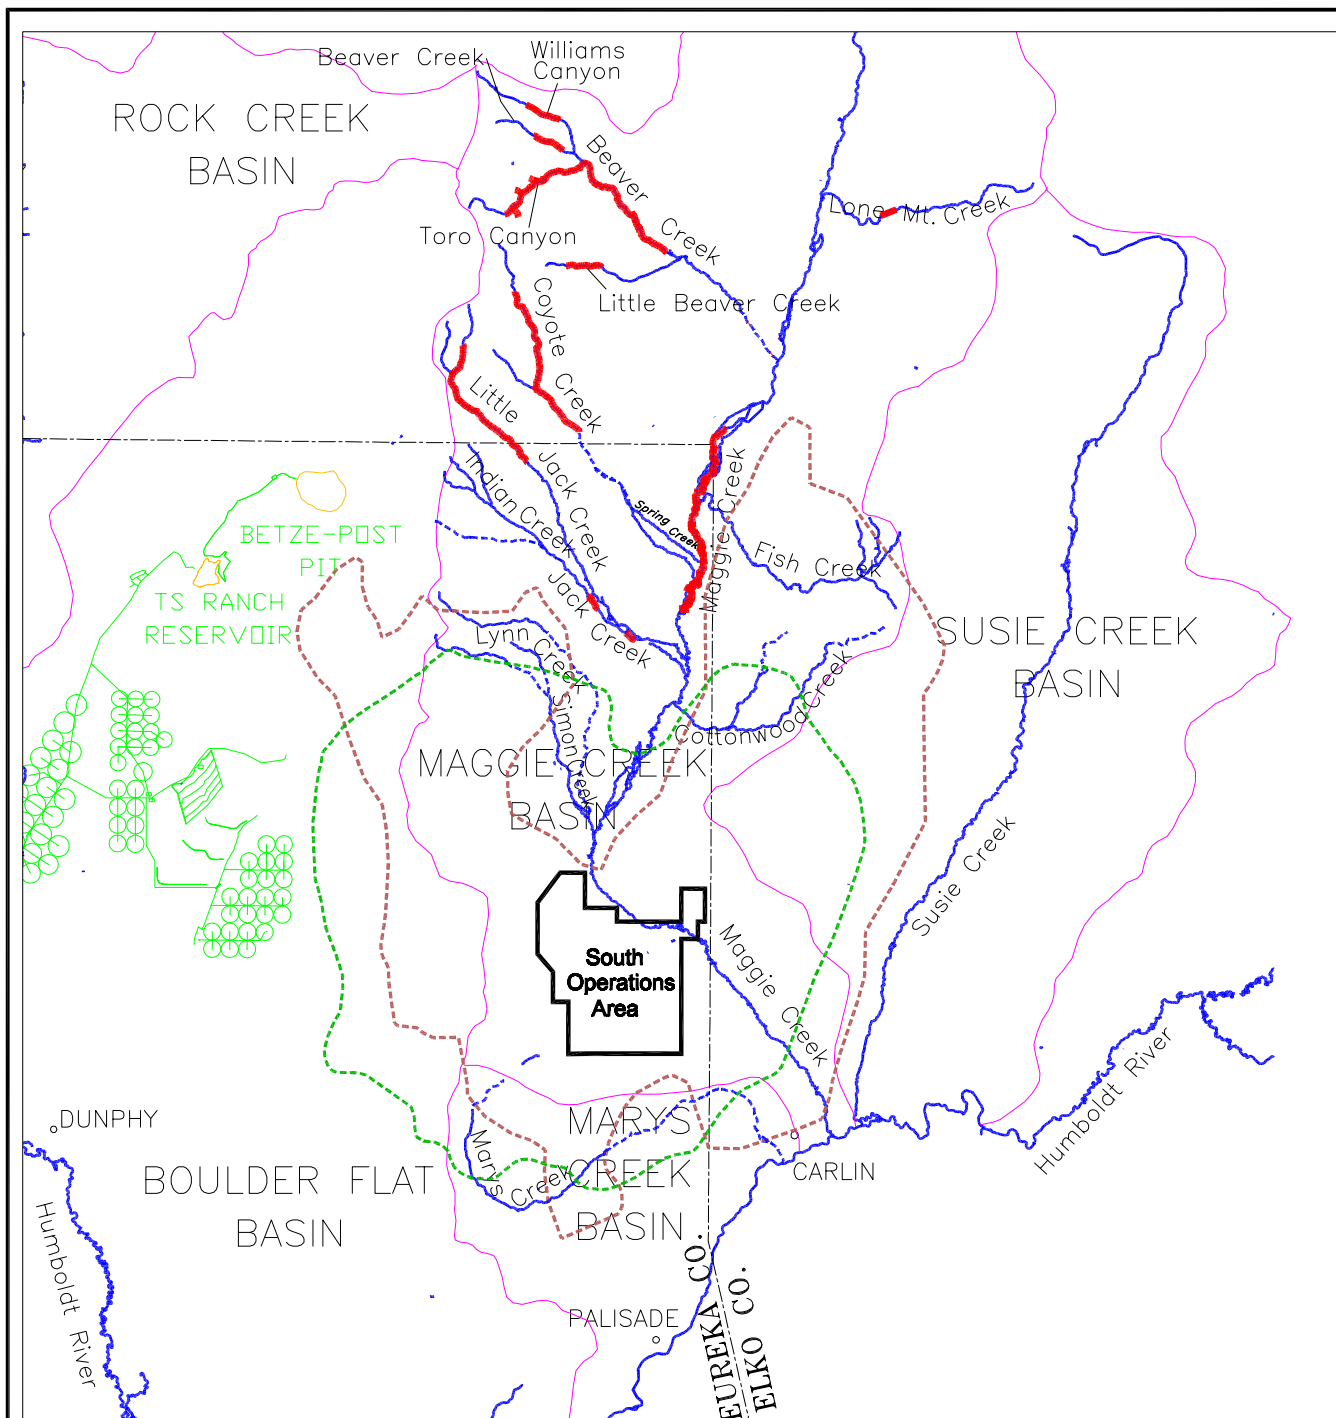 Beaver Creek
Williams
Canyon
ROCK CREEK
BASIN
Beaver Creek
Lone Mt. Creek
Toro Canyon
Little Beaver Creek
Coyote Creek
Little Jack Creek
Indian Creek
Jack Creek
Spring Creek
Maggie Creek
Fish Creek
BETZE-POST
PIT
TS RANCH
RESERVOIR
Lynn Creek
Simon Creek
Cottonwood Creek
SUSIE CREEK
BASIN
MAGGIE CREEK
BASIN
Susie Creek
South
Operations
Area
Maggie Creek
Humboldt River
DUNPHY
MARYS
CREEK
BASIN
Marys Creek
CARLIN
BOULDER FLAT
BASIN
Humboldt River
PALISADE
EUREKA CO.
ELKO CO.